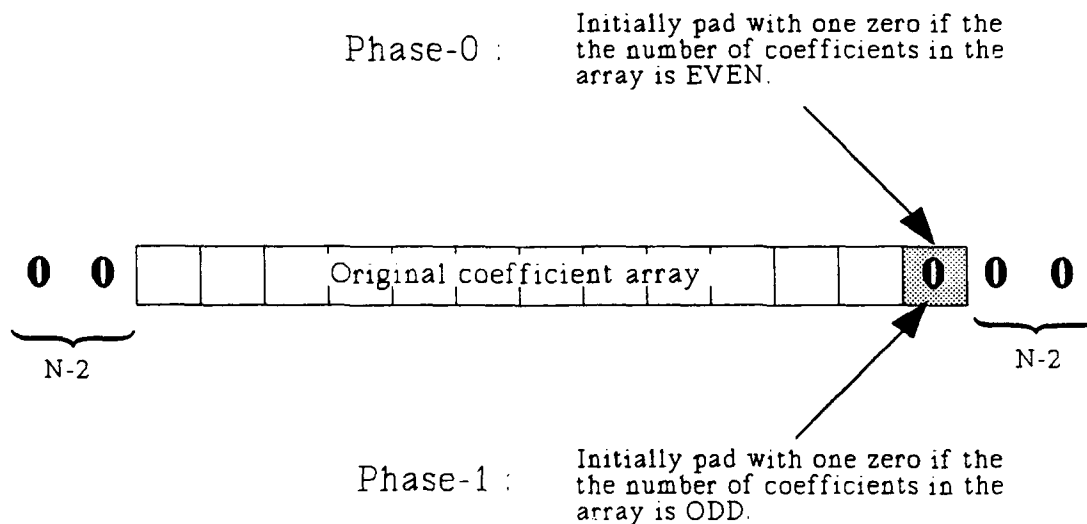 Phase-0 :
Initially pad with one zero if the
the number of coefficients in the
array is EVEN.
0 0 Original coefficient array 0 0 0
N-2 N-2
Phase-1 :
Initially pad with one zero if the
the number of coefficients in the
array is ODD.